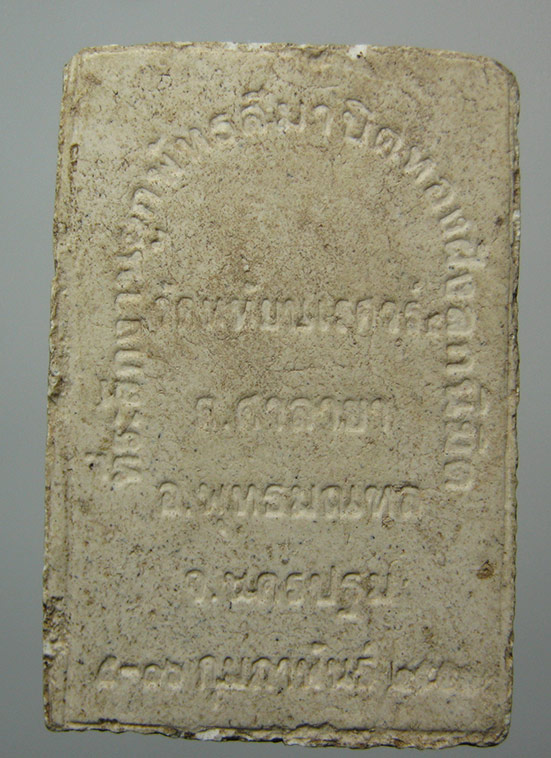 ที่ระลึกงานผูกพัทธสีมาปิดทองฝังลูกนิมิต
ต.ศาลายา
อ.พุทธมณฑล
จ.นครปฐม
กุมภาพันธ์